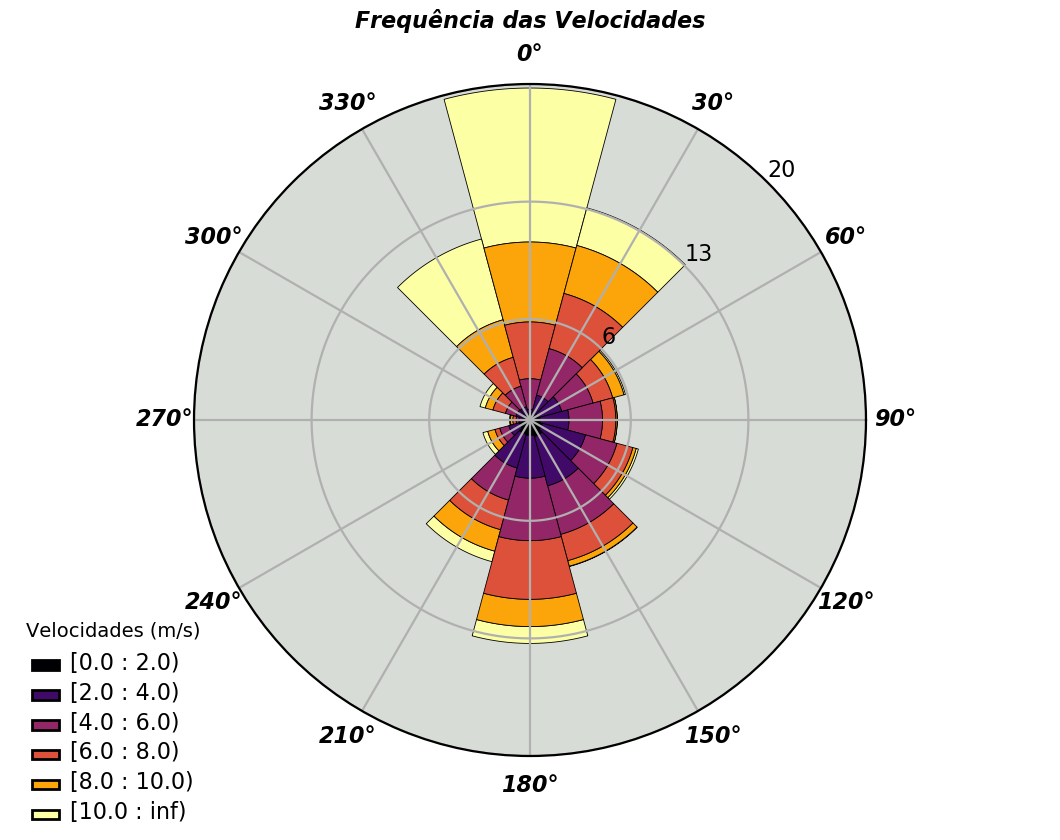 Frequência das Velocidades
0°
330°
30°
20
300°
60°
13
6
270°
90°
240°
120°
210°
150°
180°
Velocidades (m/s)
[0.0 : 2.0)
[2.0 : 4.0)
[4.0 : 6.0)
[6.0 : 8.0)
[8.0 : 10.0)
[10.0 : inf)